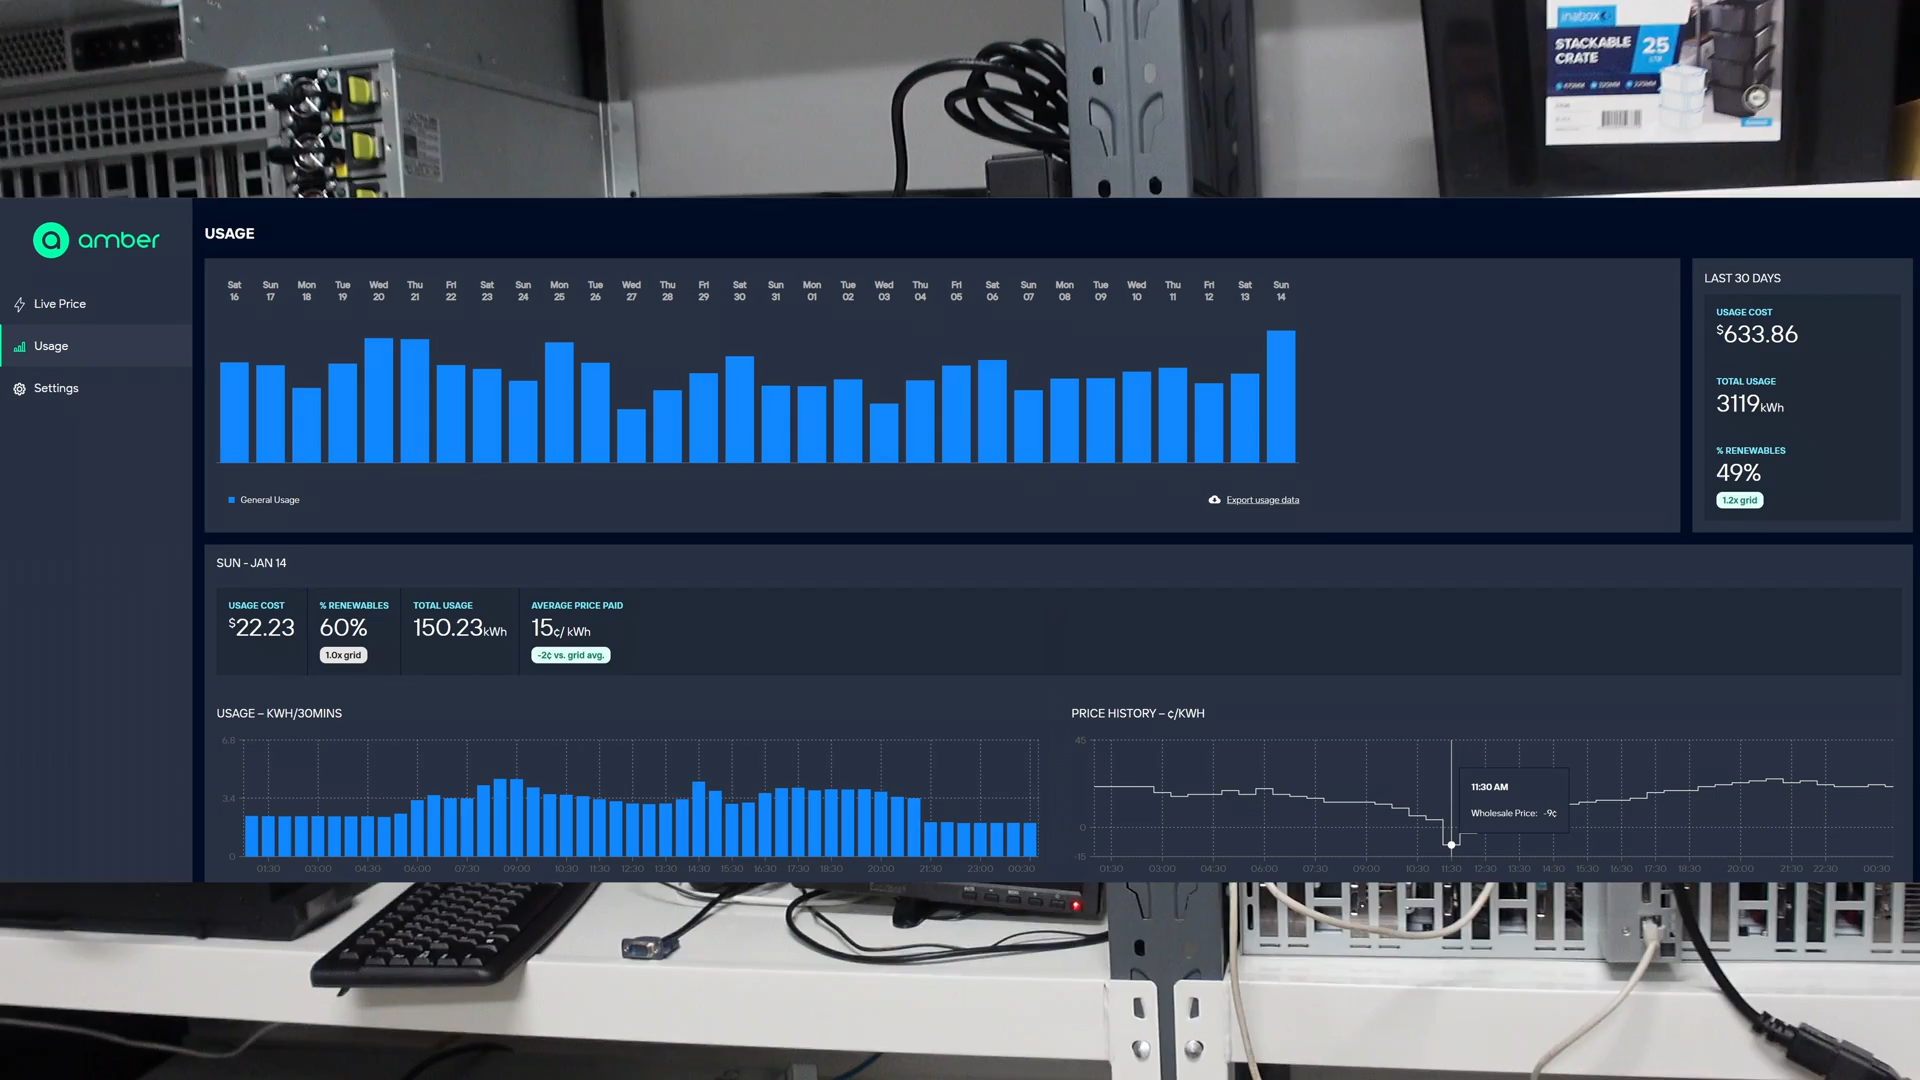 inabox
STACKABLE
CRATE
25
amber
Live Price
Usage
Settings
USAGE
Sat Sun Mon Tue Wed Thu Fri Sat Sun Mon Tue Wed Thu Fri Sat Sun Mon Tue Wed Thu Fri Sat Sun Mon Tue Wed Thu Fri Sat Sun
16 17 18 19 20 21 22 23 24 25 26 27 28 29 30 31 01 02 03 04 05 06 07 08 09 10 11 12 13 14
General Usage
Export usage data
LAST 30 DAYS
USAGE COST
$633.86
TOTAL USAGE
3119kWh
% RENEWABLES
49%
1.2x grid
SUN - JAN 14
USAGE COST
$22.23
% RENEWABLES
60%
1.0x grid
TOTAL USAGE
150.23kWh
AVERAGE PRICE PAID
15¢/ kWh
-2¢ vs. grid avg.
USAGE – KWH/30MINS
6.8
3.4
0
01:30 03:00 04:30 06:00 07:30 09:00 10:30 11:30 12:30 13:30 14:30 15:30 16:30 17:30 18:30 20:00 21:30 23:00 00:30
PRICE HISTORY – ¢/KWH
45
0
-15
11:30 AM
Wholesale Price: -9¢
01:30 03:00 04:30 06:00 07:30 09:00 10:30 11:30 12:30 13:30 14:30 15:30 16:30 17:30 18:30 20:00 21:30 22:30 00:30